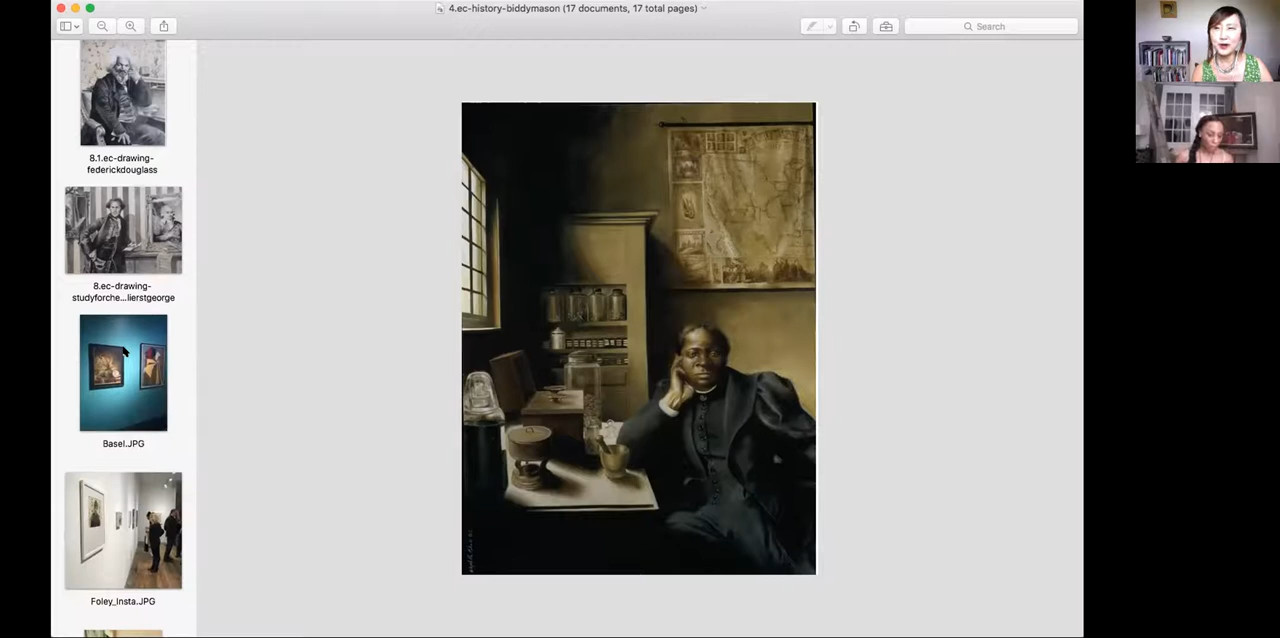 4.ec-history-biddymason (17 documents, 17 total pages)
Search
8.1.ec-drawing-
federickdouglass
8.ec-drawing-
studyforche...lierstgeorge
Basel.JPG
Foley_Insta.JPG